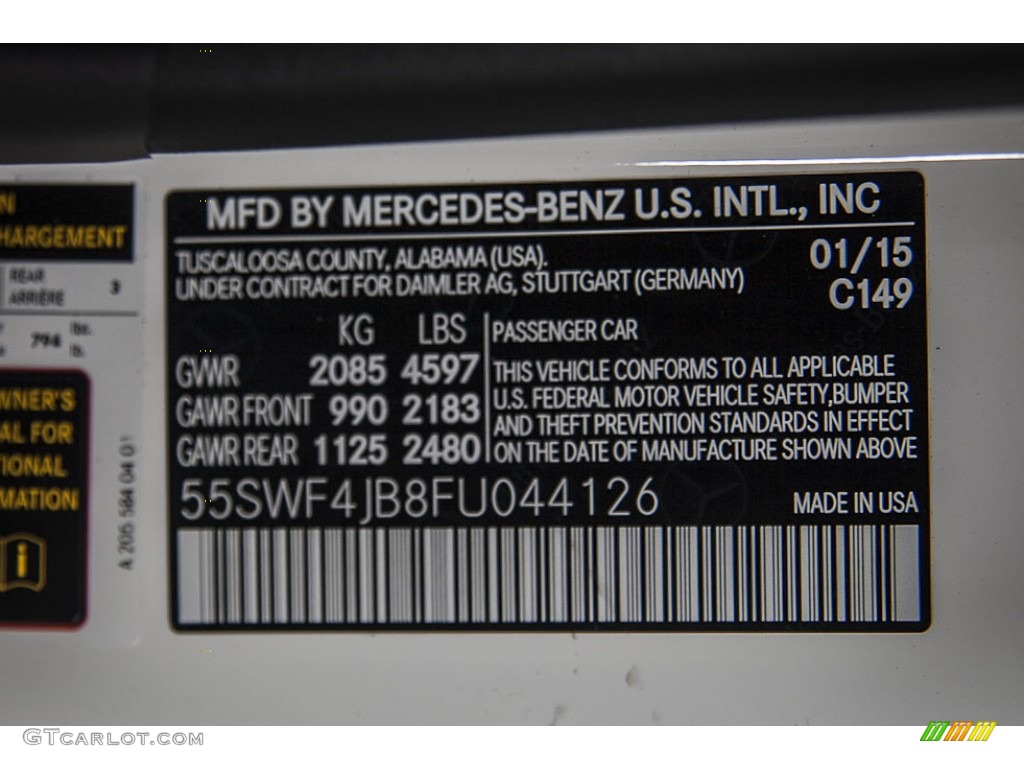 MFD BY MERCEDES-BENZ U.S. INTL., INC
TUSCALOOSA COUNTY, ALABAMA (USA).
UNDER CONTRACT FOR DAIMLER AG, STUTTGART (GERMANY)
01/15
C149
KG LBS
GVWR 2085 4597
GAWR FRONT 990 2183
GAWR REAR 1125 2480
PASSENGER CAR
THIS VEHICLE CONFORMS TO ALL APPLICABLE
U.S. FEDERAL MOTOR VEHICLE SAFETY,BUMPER
AND THEFT PREVENTION STANDARDS IN EFFECT
ON THE DATE OF MANUFACTURE SHOWN ABOVE
55SWF4JB8FU044126
MADE IN USA
N
HARGEMENT
REAR
ARRIÈRE 3
794 lbs.
lb.
WNER'S
AL FOR
TIONAL
MATION
i
A 205 584 04 01
GTCARLOT.COM